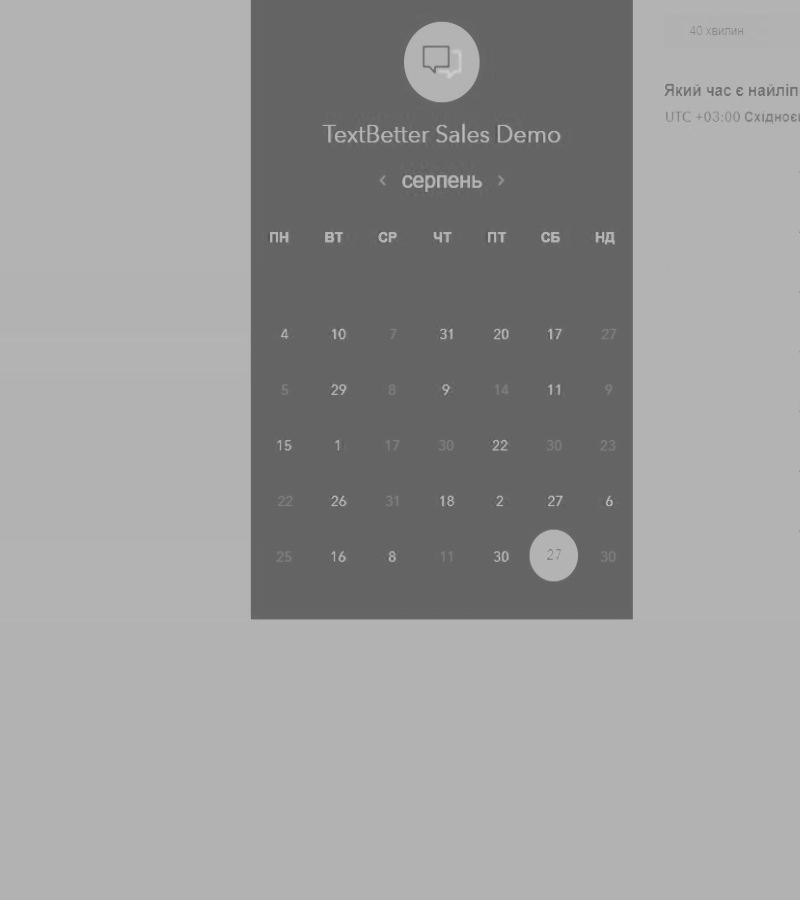 40 хвилин
TextBetter Sales Demo
Який час є найліп
UTC +03:00 Східноє
< серпень >
ПН ВТ СР ЧТ ПТ СБ НД
4 10 7 31 20 17 27
5 29 8 9 14 11 9
15 1 17 30 22 30 23
22 26 31 18 2 27 6
25 16 8 11 30 27 30